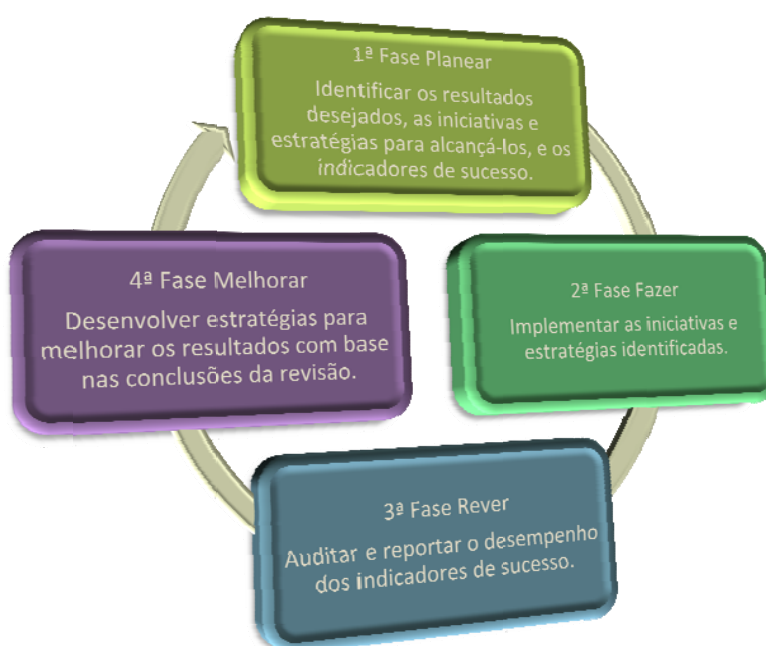 1ª Fase Planear
Identificar os resultados
desejados, as iniciativas e
estratégias para alcançá-los, e os
indicadores de sucesso.
2ª Fase Fazer
Implementar as iniciativas e
estratégias identificadas.
3ª Fase Rever
Auditar e reportar o desempenho
dos indicadores de sucesso.
4ª Fase Melhorar
Desenvolver estratégias para
melhorar os resultados com base
nas conclusões da revisão.